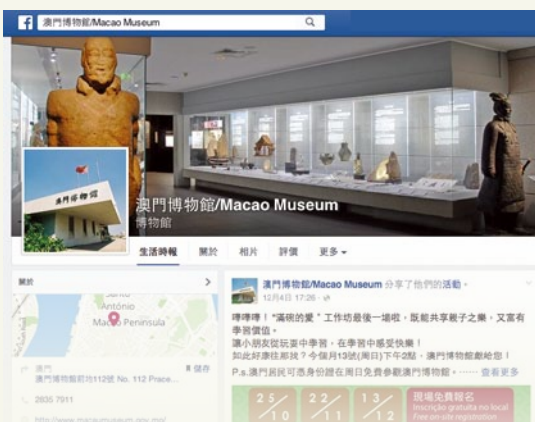 澳門博物館/Macao Museum
澳門博物館
澳門博物館/Macao Museum
博物館
生活時報 關於 相片 評價 更多
關於
Santo
António
Macao Peninsula
澳門
澳門博物館前地112號 No. 112 Prace...
儲存
2835 7911
http://www.macaumuseum.gov.mo/
澳門博物館/Macao Museum 分享了他們的活動。
12月4日 17:26
嗶嗶嗶！“滿碗的愛＂工作坊最後一場啦，既能共享親子之樂，又富有
學習價值。
讓小朋友從玩耍中學習，在學習中感受快樂！
如此好康往那找？今個月13號(周日)下午2點，澳門博物館獻給您！
P.s.澳門居民可憑身份證在周日免費參觀澳門博物館。…… 查看更多
25/10 22/11 13/12
現場免費報名
Inscrição gratuita no local
Free on-site registration